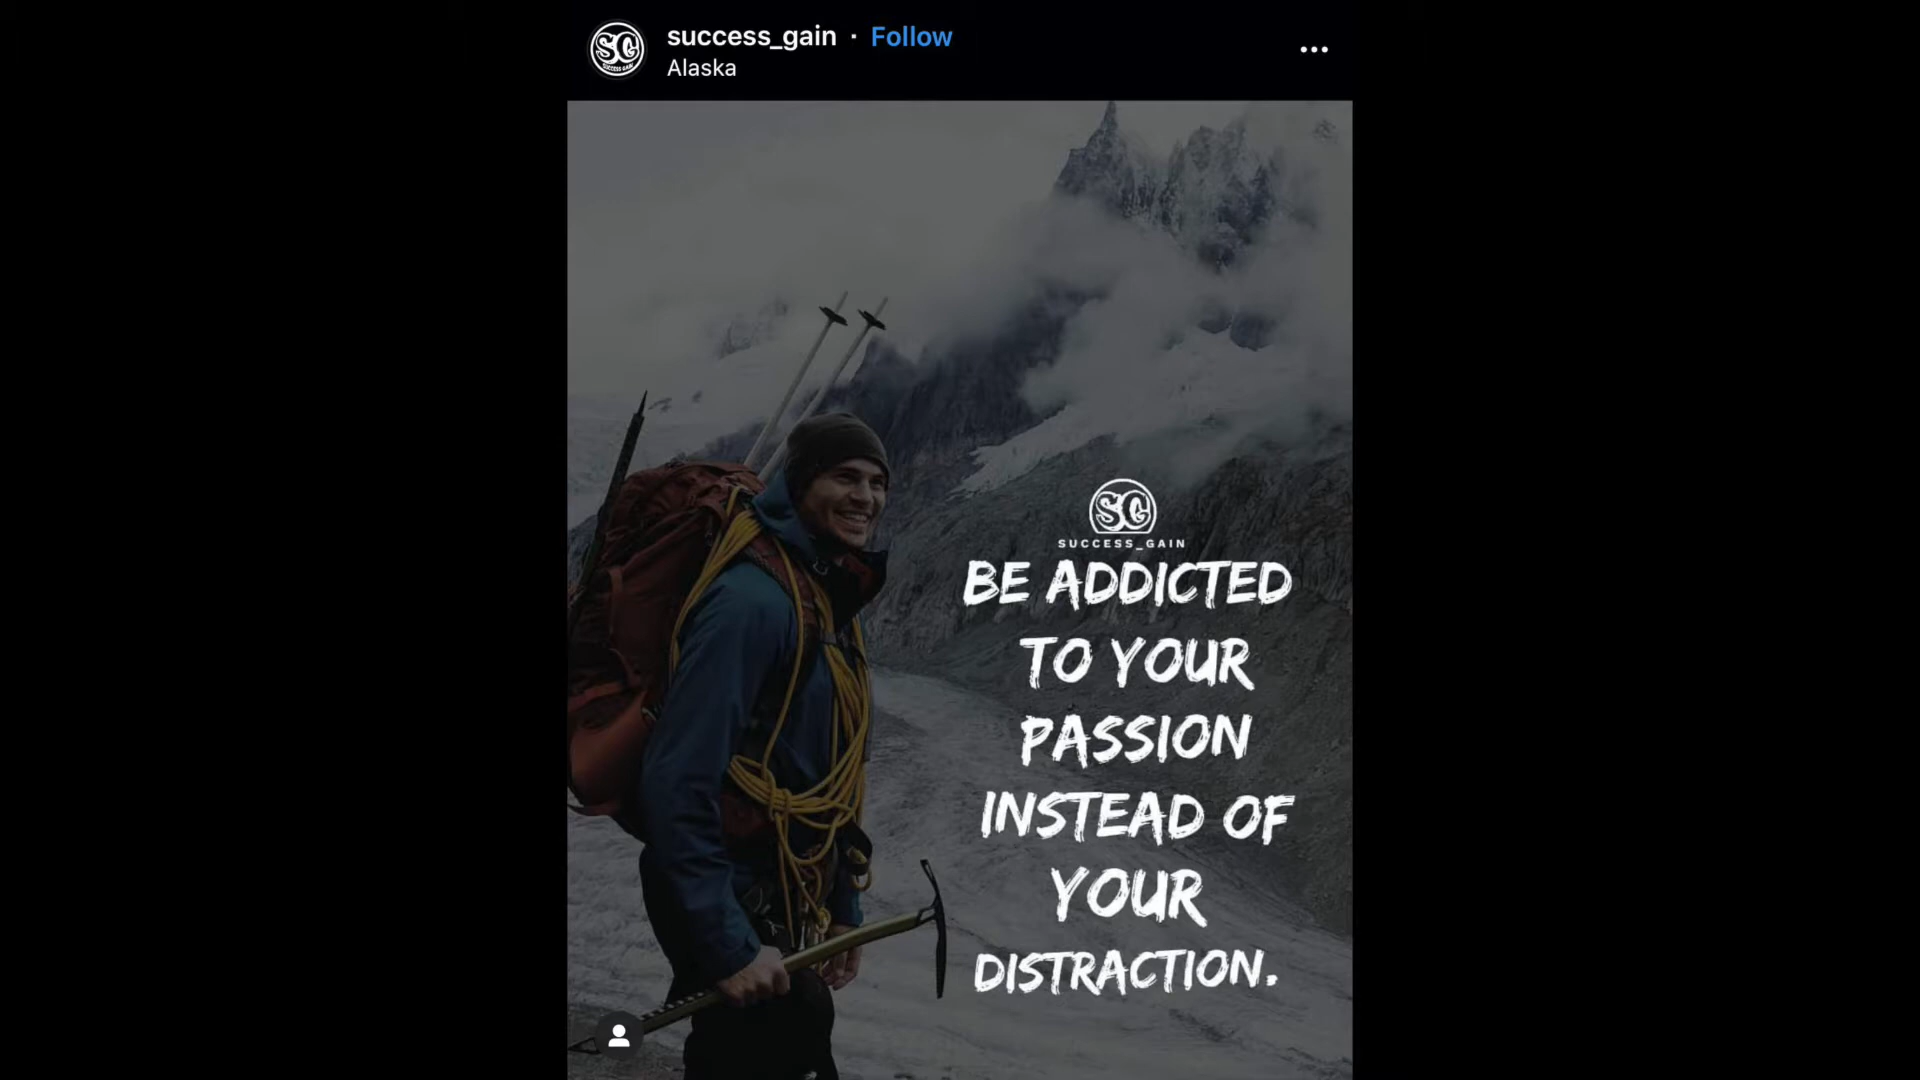 success_gain · Follow
Alaska
SG
SUCCESS_GAIN
BE ADDICTED
TO YOUR
PASSION
INSTEAD OF
YOUR
DISTRACTION.